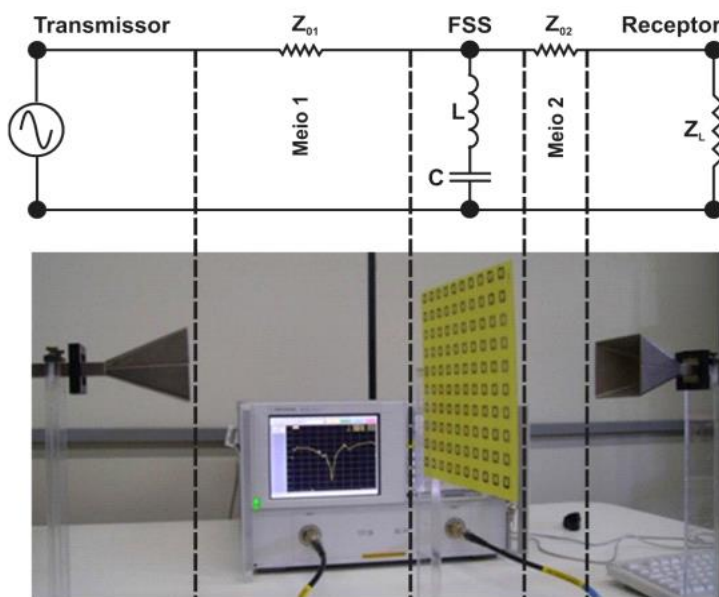 Transmissor Z01 FSS Z02 Receptor
Meio 1
L
C
Meio 2
ZL